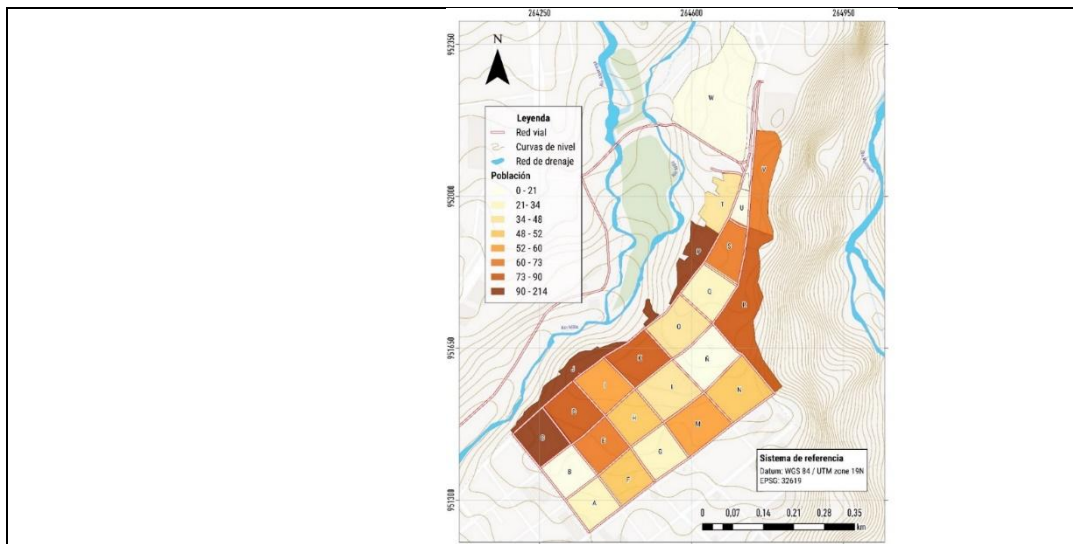 264250 264600 264950
952350
952000
951650
951300
N
Leyenda
Red vial
Curvas de nivel
Red de drenaje
Población
0 - 21
21- 34
34 - 48
48 - 52
52 - 60
60 - 73
73 - 90
90 - 214
W
T
U
P
S
Q
O
Ñ
K
J
I
L
N
D
H
M
E
G
B
F
A
Sistema de referencia
Datum: WGS 84 / UTM zone 19N
EPSG: 32619
0 0,07 0,14 0,21 0,28 0,35
km